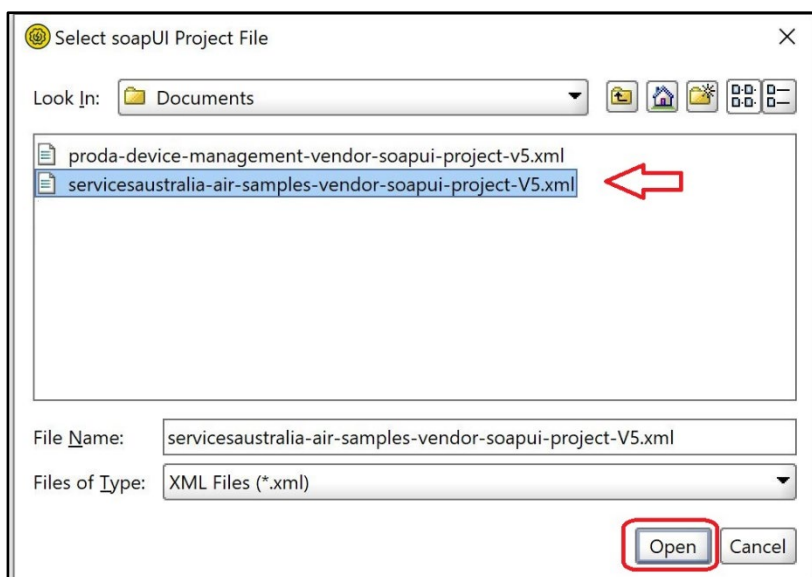 Select soapUI Project File
Look In: Documents
proda-device-management-vendor-soapui-project-v5.xml
servicesaustralia-air-samples-vendor-soapui-project-V5.xml
File Name: servicesaustralia-air-samples-vendor-soapui-project-V5.xml
Files of Type: XML Files (*.xml)
Open Cancel